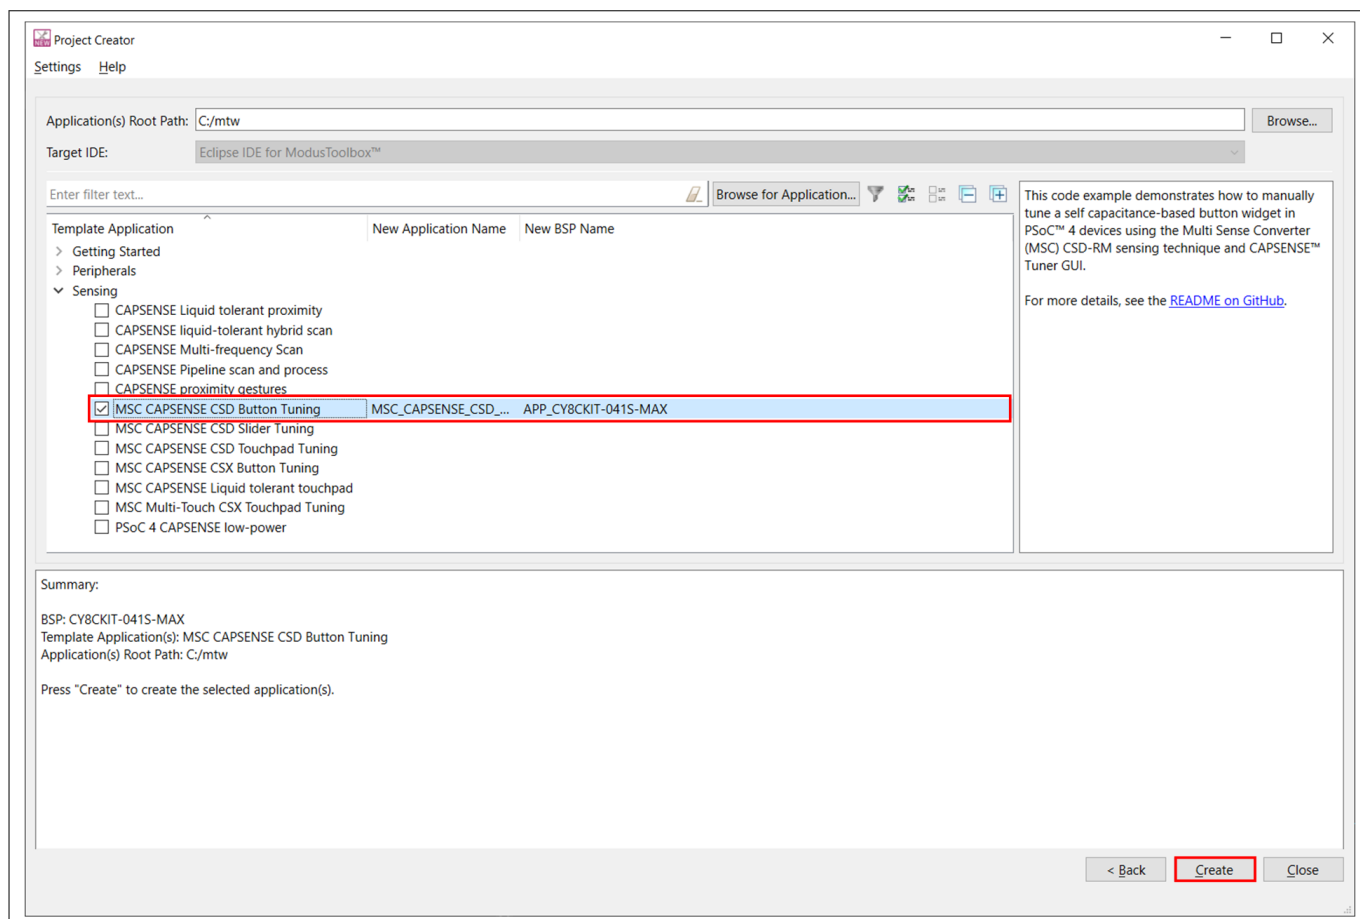 NEW Project Creator
Settings Help
Application(s) Root Path: C:/mtw Browse...
Target IDE: Eclipse IDE for ModusToolbox™
Enter filter text... Browse for Application...
Template Application New Application Name New BSP Name
Getting Started
Peripherals
Sensing
CAPSENSE Liquid tolerant proximity
CAPSENSE liquid-tolerant hybrid scan
CAPSENSE Multi-frequency Scan
CAPSENSE Pipeline scan and process
CAPSENSE proximity gestures
MSC CAPSENSE CSD Button Tuning MSC_CAPSENSE_CSD_... APP_CY8CKIT-041S-MAX
MSC CAPSENSE CSD Slider Tuning
MSC CAPSENSE CSD Touchpad Tuning
MSC CAPSENSE CSX Button Tuning
MSC CAPSENSE Liquid tolerant touchpad
MSC Multi-Touch CSX Touchpad Tuning
PSoC 4 CAPSENSE low-power
This code example demonstrates how to manually
tune a self capacitance-based button widget in
PSoC™ 4 devices using the Multi Sense Converter
(MSC) CSD-RM sensing technique and CAPSENSE™
Tuner GUI.
For more details, see the README on GitHub.
Summary:
BSP: CY8CKIT-041S-MAX
Template Application(s): MSC CAPSENSE CSD Button Tuning
Application(s) Root Path: C:/mtw
Press "Create" to create the selected application(s).
< Back Create Close